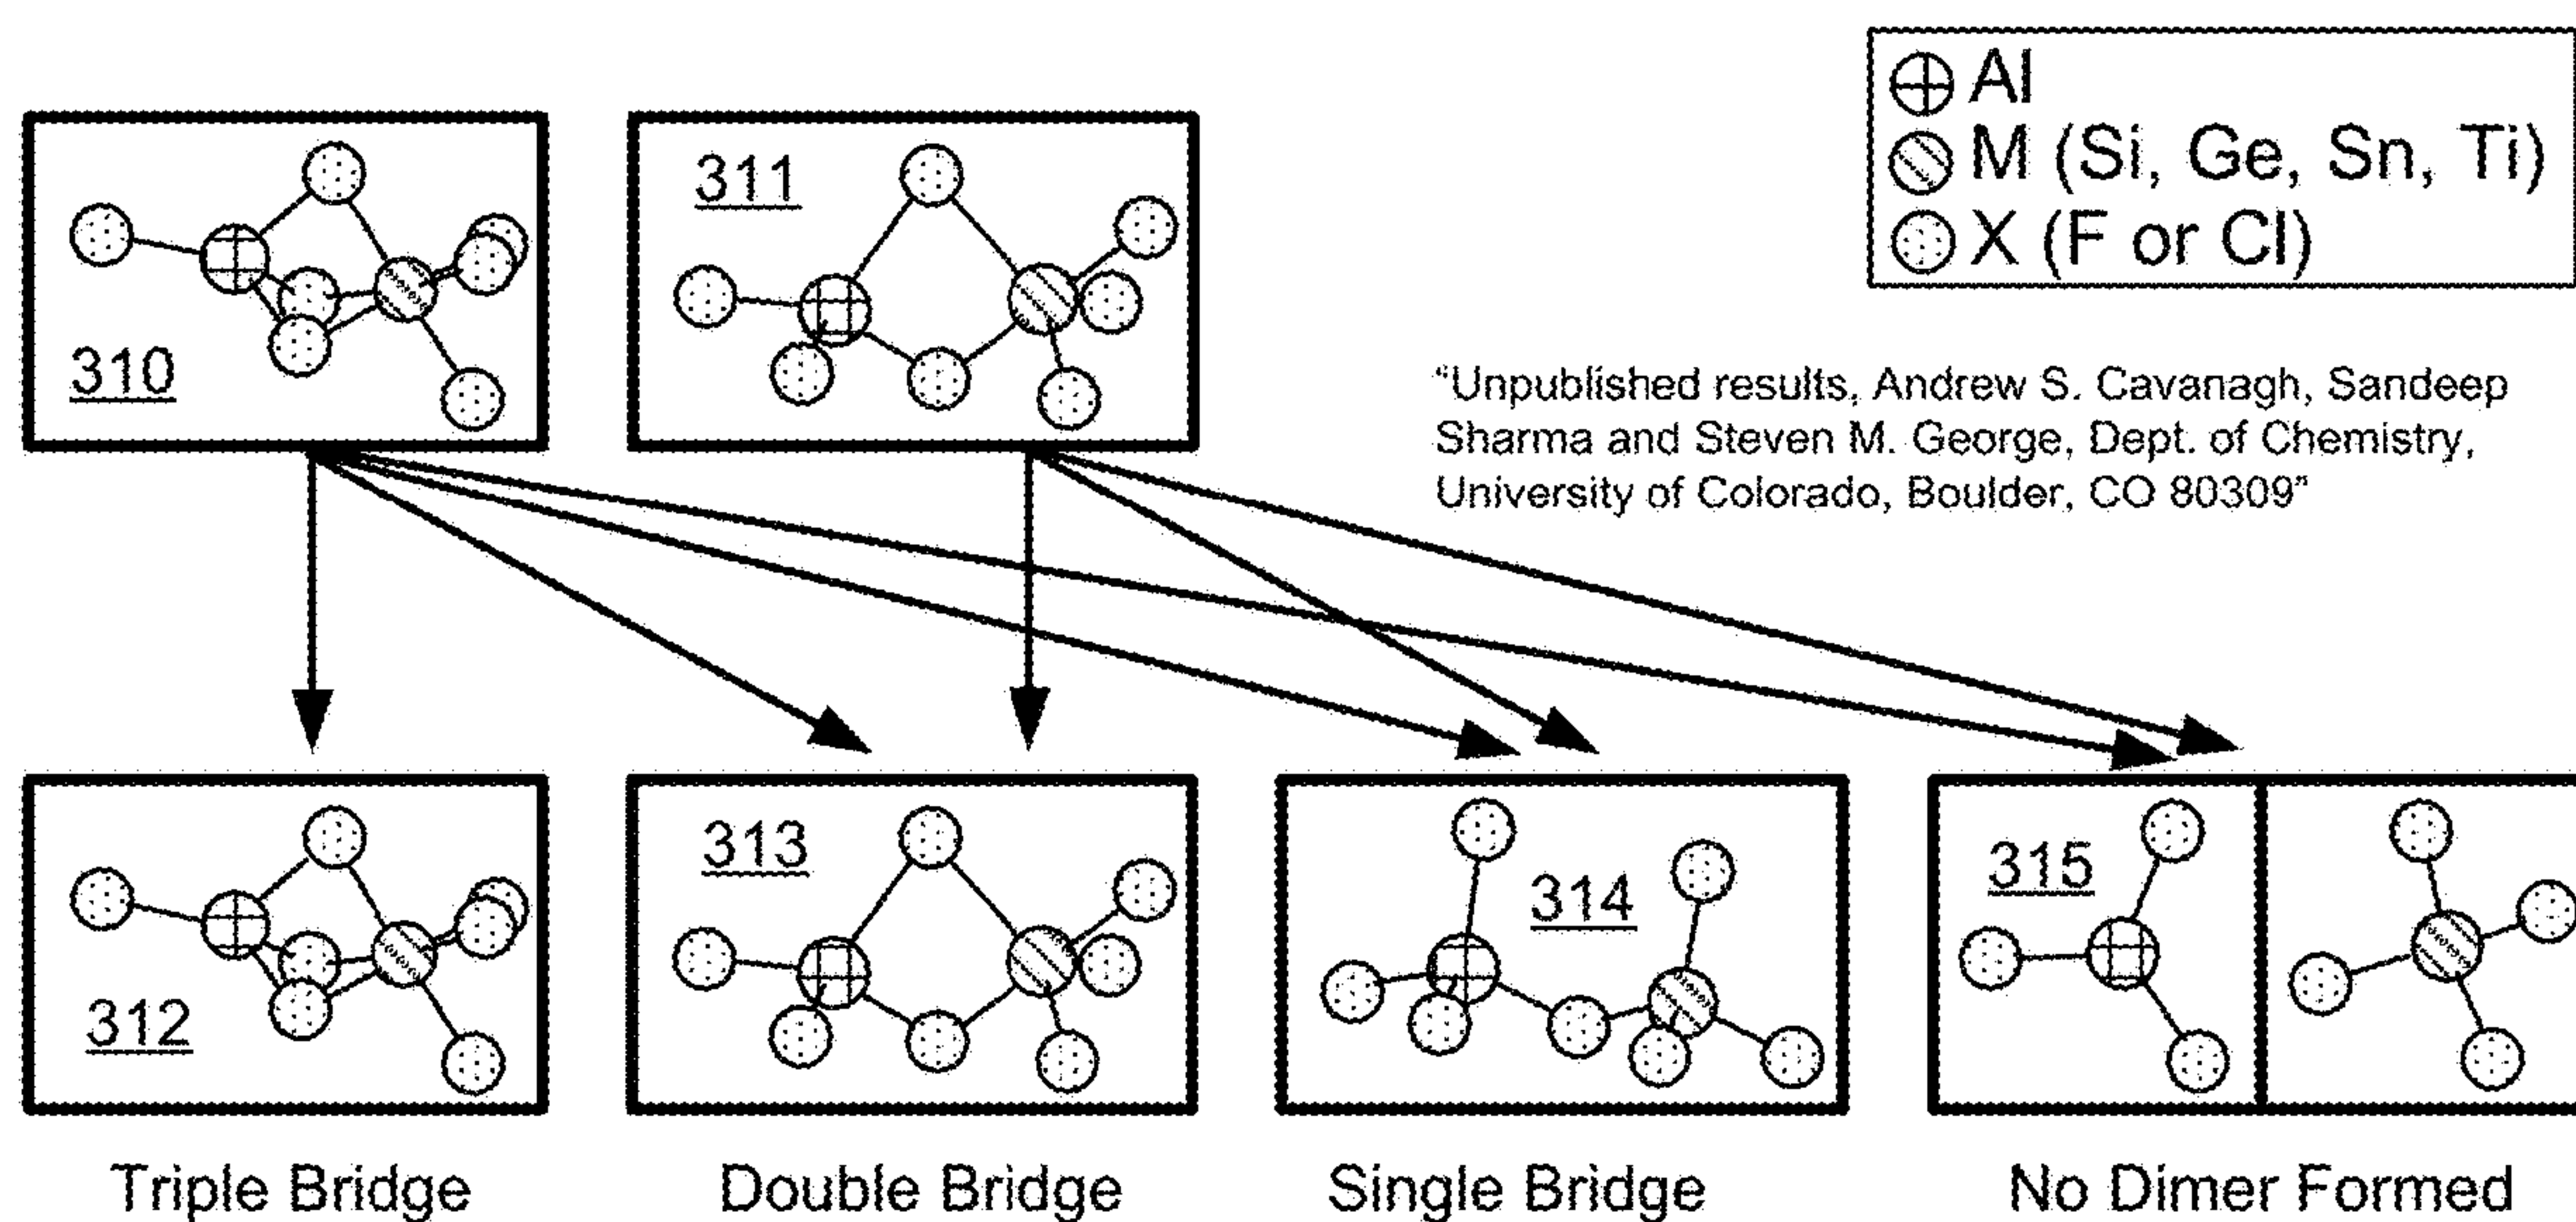 Al
M (Si, Ge, Sn, Ti)
X (F or Cl)
310
311
“Unpublished results, Andrew S. Cavanagh, Sandeep
Sharma and Steven M. George, Dept. of Chemistry,
University of Colorado, Boulder, CO 80309”
312
313
314
315
Triple Bridge
Double Bridge
Single Bridge
No Dimer Formed